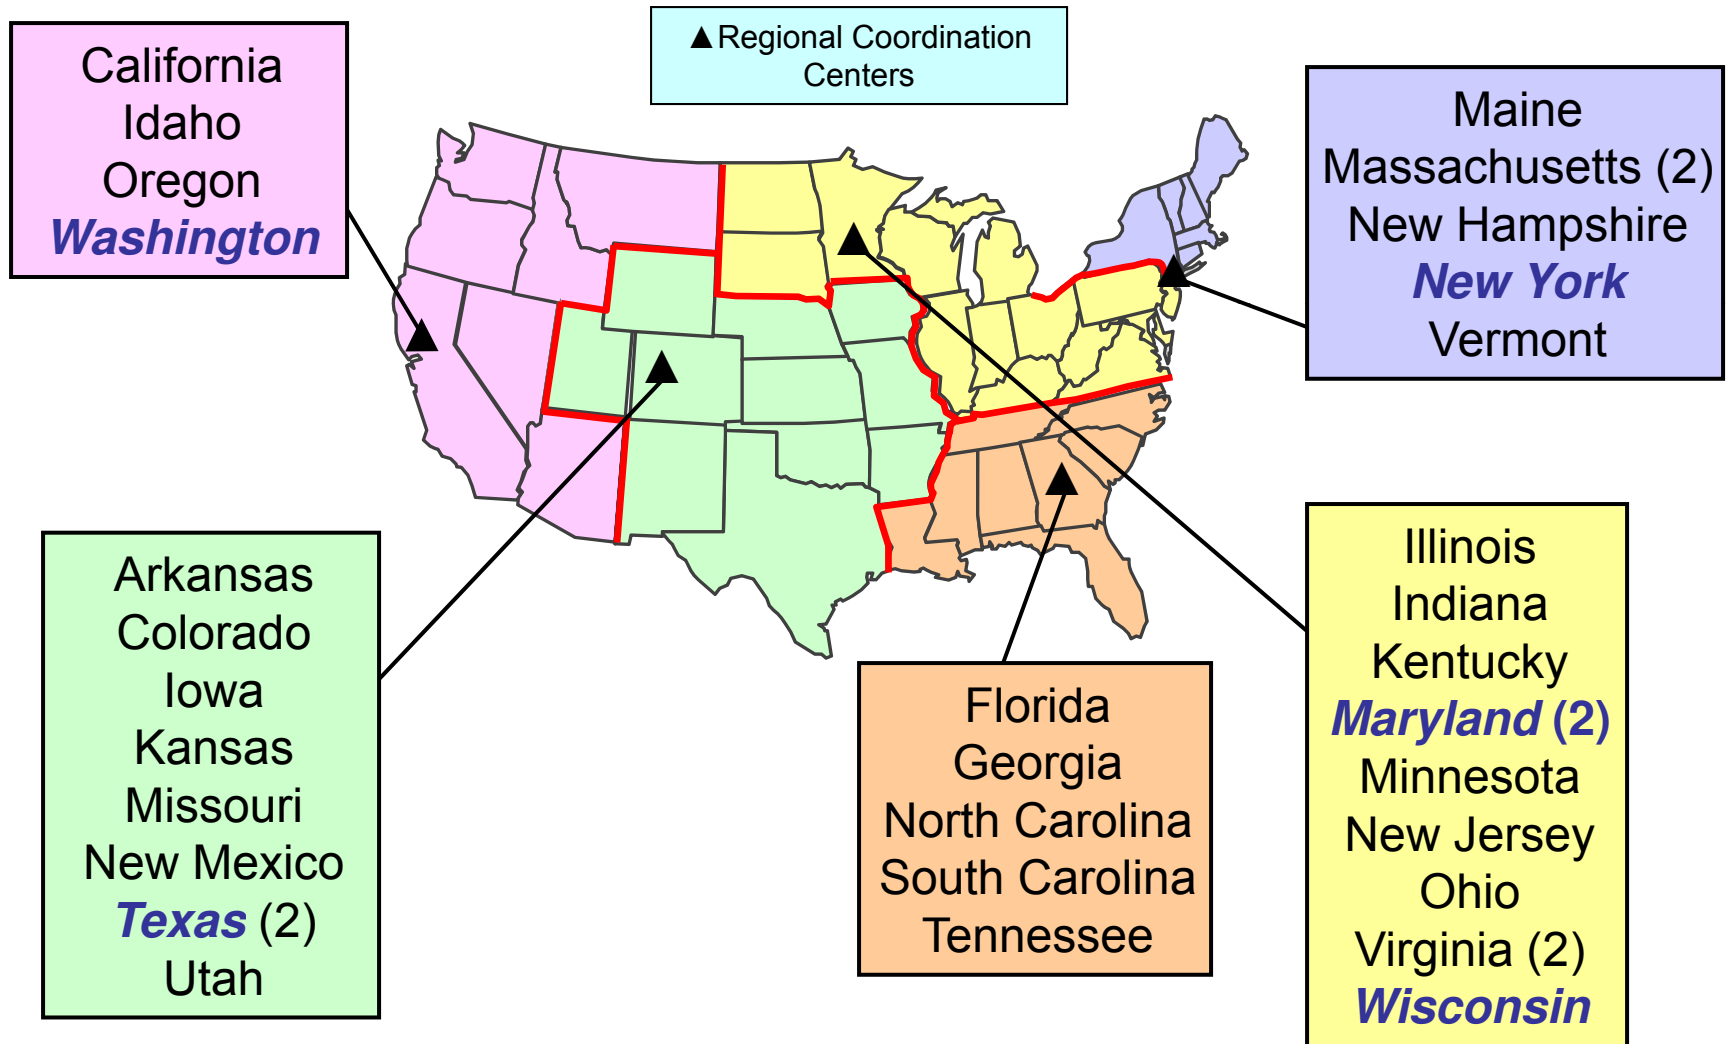 ▲Regional Coordination
Centers
California
Idaho
Oregon
Washington
Maine
Massachusetts (2)
New Hampshire
New York
Vermont
Arkansas
Colorado
Iowa
Kansas
Missouri
New Mexico
Texas (2)
Utah
Florida
Georgia
North Carolina
South Carolina
Tennessee
Illinois
Indiana
Kentucky
Maryland (2)
Minnesota
New Jersey
Ohio
Virginia (2)
Wisconsin